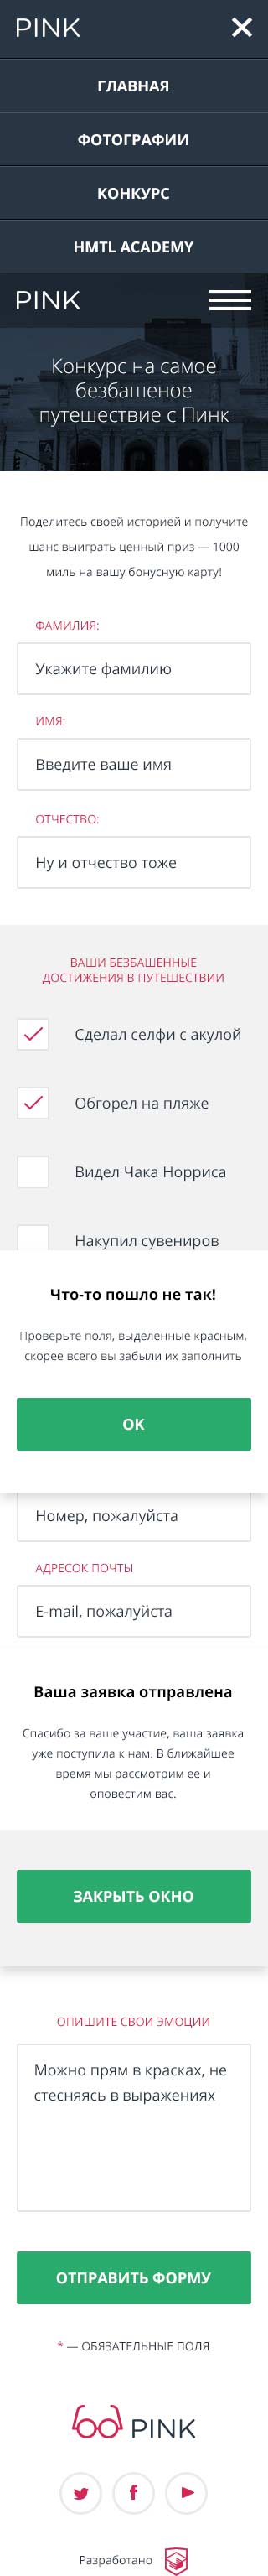 PINK
ГЛАВНАЯ
ФОТОГРАФИИ
КОНКУРС
HMTL ACADEMY
PINK
Конкурс на самое
безбашеное
путешествие с Пинк
Поделитесь своей историей и получите
шанс выиграть ценный приз — 1000
миль на вашу бонусную карту!
ФАМИЛИЯ:
Укажите фамилию
ИМЯ:
Введите ваше имя
ОТЧЕСТВО:
Ну и отчество тоже
ВАШИ БЕЗБАШЕННЫЕ
ДОСТИЖЕНИЯ В ПУТЕШЕСТВИИ
Сделал селфи с акулой
Обгорел на пляже
Видел Чака Норриса
Накупил сувениров
Что-то пошло не так!
Проверьте поля, выделенные красным,
скорее всего вы забыли их заполнить
ОК
Номер, пожалуйста
АДРЕСОК ПОЧТЫ
E-mail, пожалуйста
Ваша заявка отправлена
Спасибо за ваше участие, ваша заявка
уже поступила к нам. В ближайшее
время мы рассмотрим ее и
оповестим вас.
ЗАКРЫТЬ ОКНО
ОПИШИТЕ СВОИ ЭМОЦИИ
Можно прям в красках, не
стесняясь в выражениях
ОТПРАВИТЬ ФОРМУ
* — ОБЯЗАТЕЛЬНЫЕ ПОЛЯ
PINK
Разработано